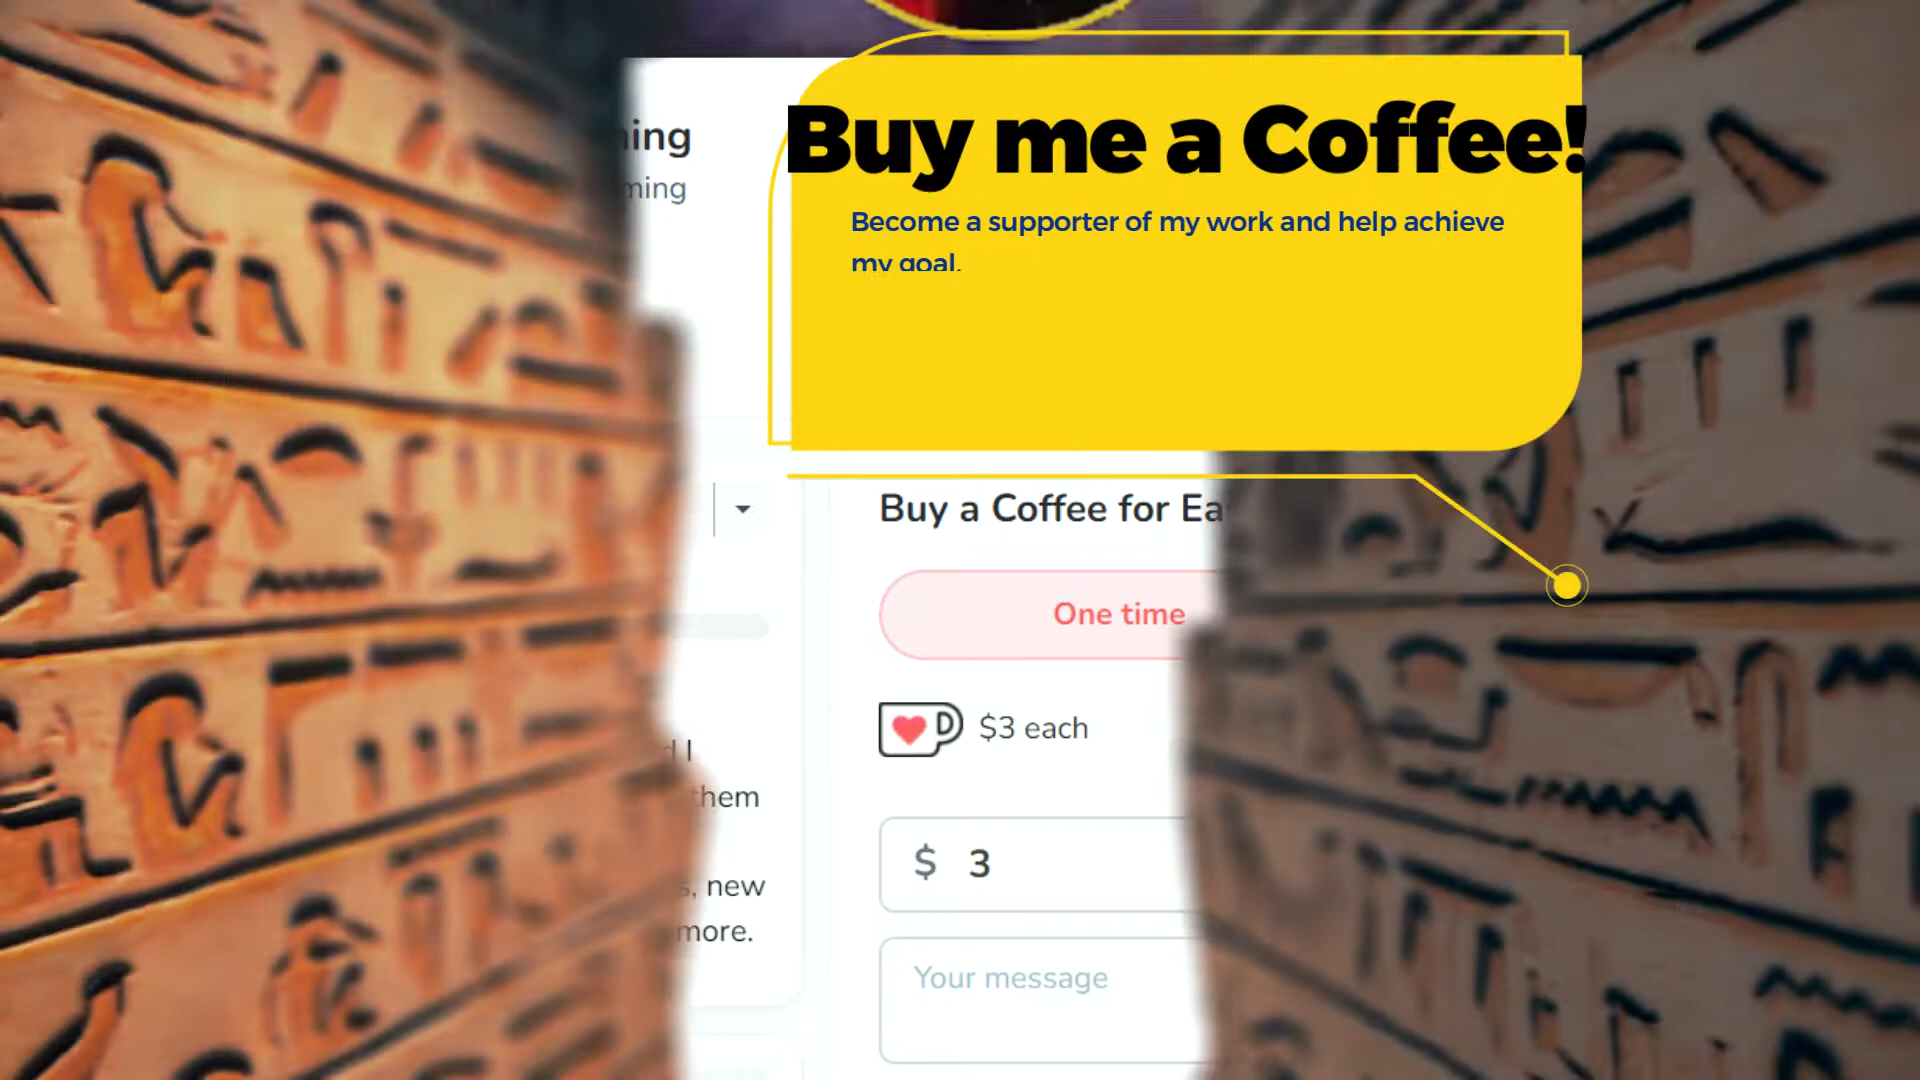 Buy me a Coffee!
Become a supporter of my work and help achieve
my goal.
ning
ming
Buy a Coffee for Ea
One time
D
$3 each
I
them
$ 3
, new
more.
Your message